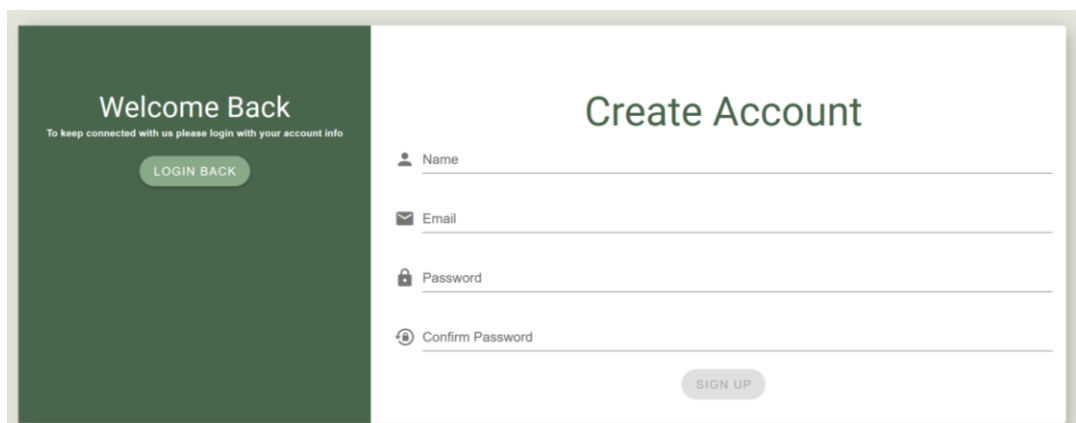 Welcome Back
To keep connected with us please login with your account info
LOGIN BACK
Create Account
Name
Email
Password
Confirm Password
SIGN UP